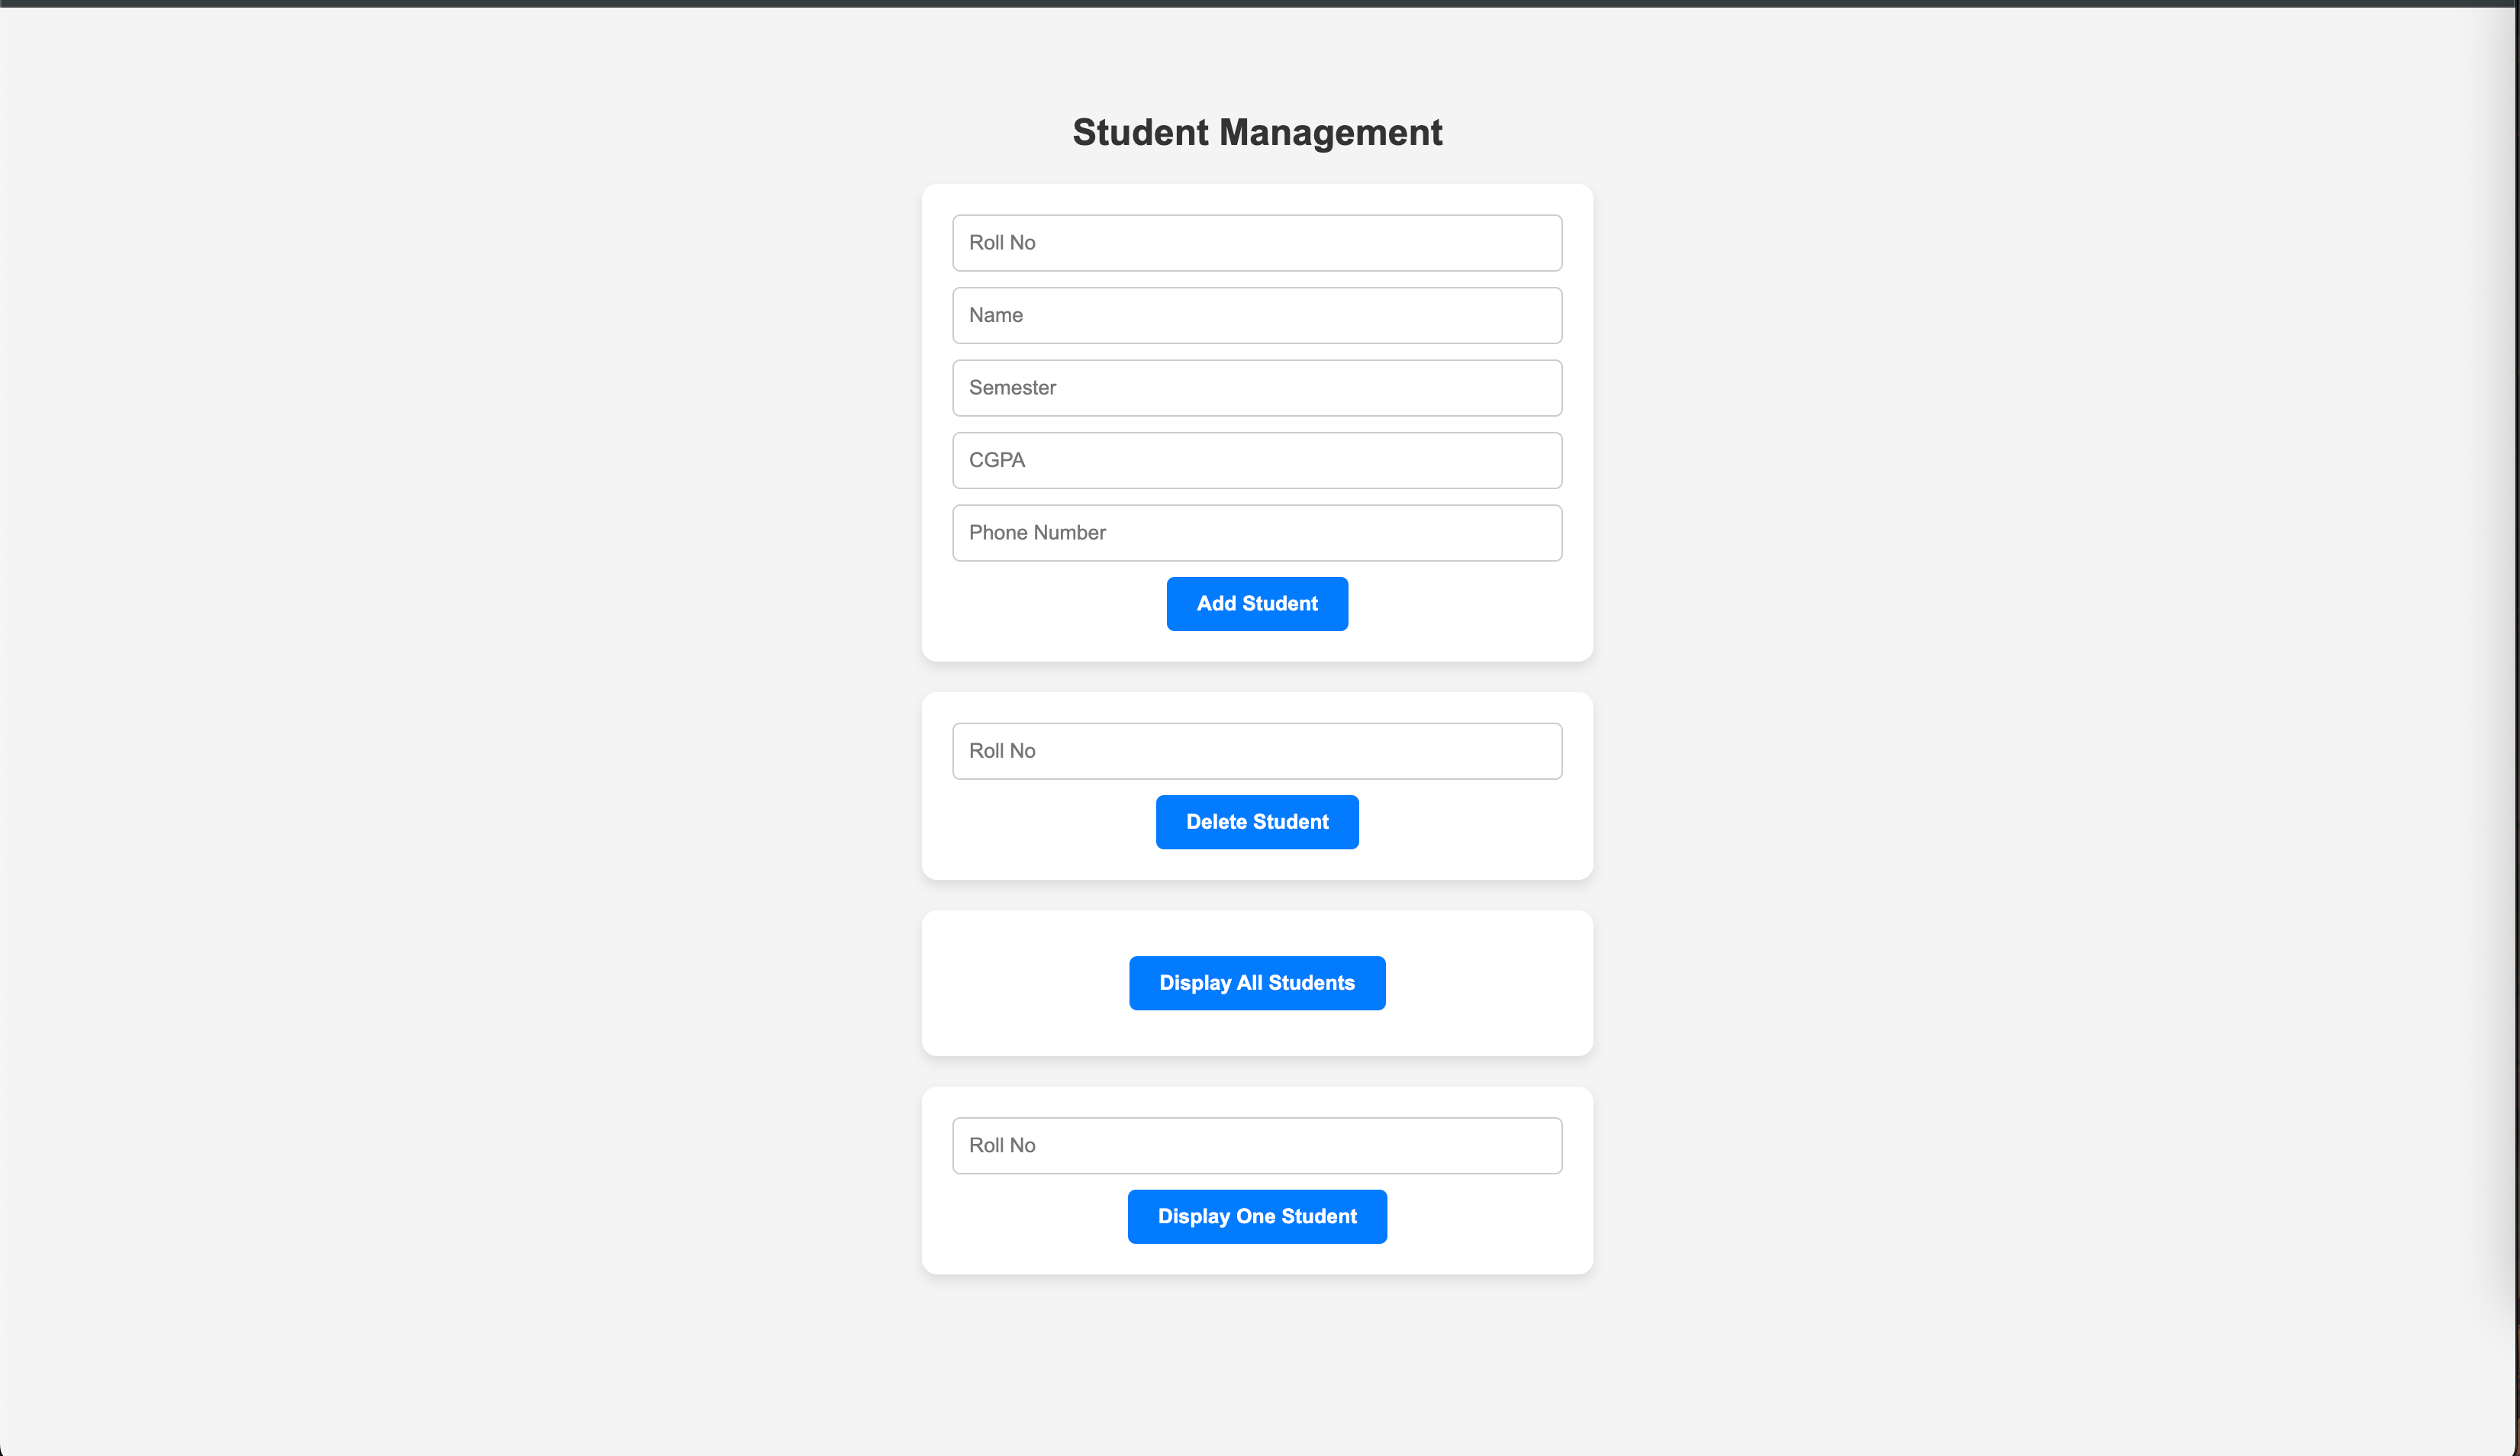 Student Management
Roll No
Name
Semester
CGPA
Phone Number
Add Student
Roll No
Delete Student
Display All Students
Roll No
Display One Student